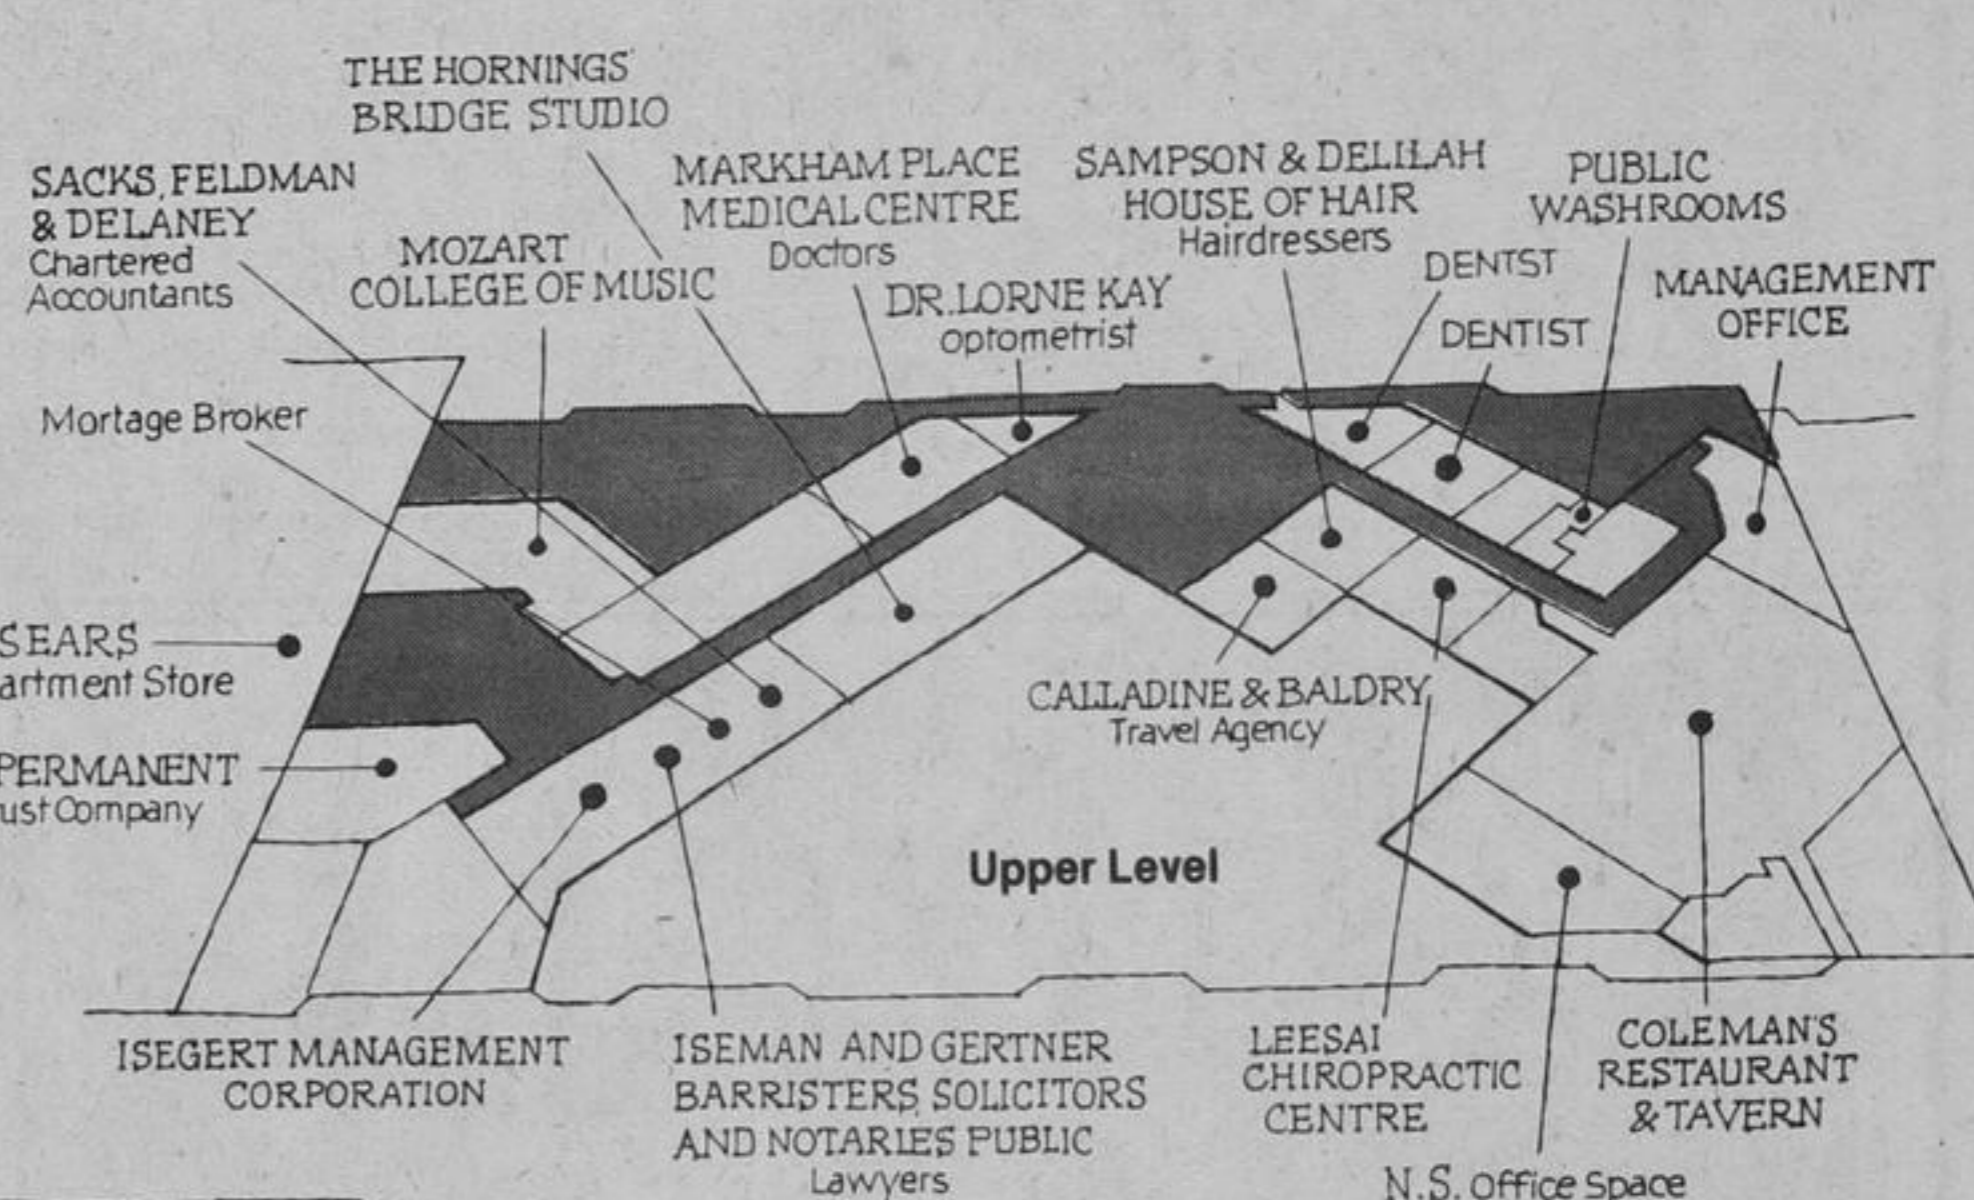 THE HORNINGS'
BRIDGE STUDIO
SACKS, FELDMAN
& DELANEY
Chartered
Accountants
MOZART
COLLEGE OF MUSIC
MARKHAM PLACE
MEDICAL CENTRE
Doctors
DR. LORNE KAY
Optometrist
SAMPSON & DELILAH
HOUSE OF HAIR
Hairdressers
DENTST
DENTIST
PUBLIC
WASHROOMS
MANAGEMENT
OFFICE
Mortage Broker
SEARS
artment Store
PERMANENT
ust Company
CALLADINE & BALDRY
Travel Agency
Upper Level
ISEGERT MANAGEMENT
CORPORATION
ISEMAN AND GERTNER
BARRISTERS, SOLICITORS
AND NOTARIES PUBLIC
Lawyers
LEESAI
CHIROPRACTIC
CENTRE
COLEMAN'S
RESTAURANT
& TAVERN
N.S. Office Space